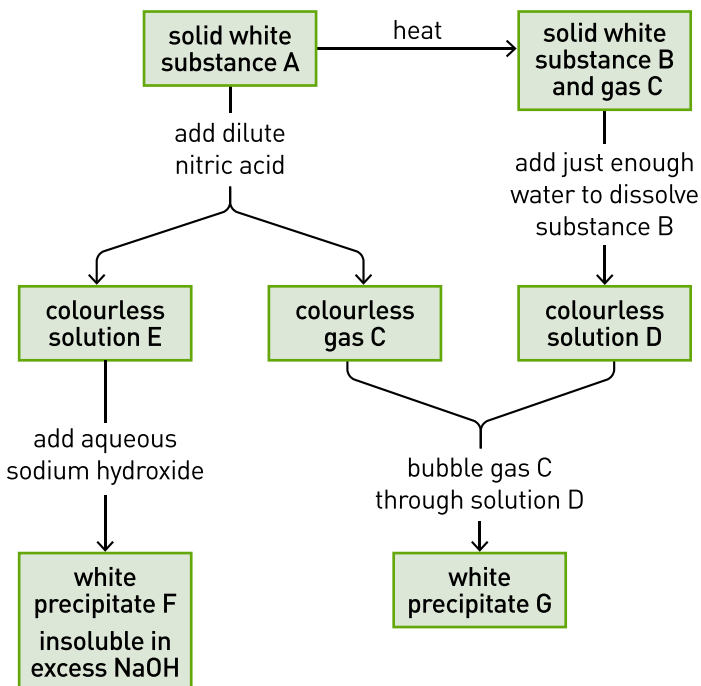 solid white
substance A
heat
solid white
substance B
and gas C
add dilute
nitric acid
add just enough
water to dissolve
substance B
colourless
solution E
colourless
gas C
colourless
solution D
add aqueous
sodium hydroxide
bubble gas C
through solution D
white
precipitate F
insoluble in
excess NaOH
white
precipitate G